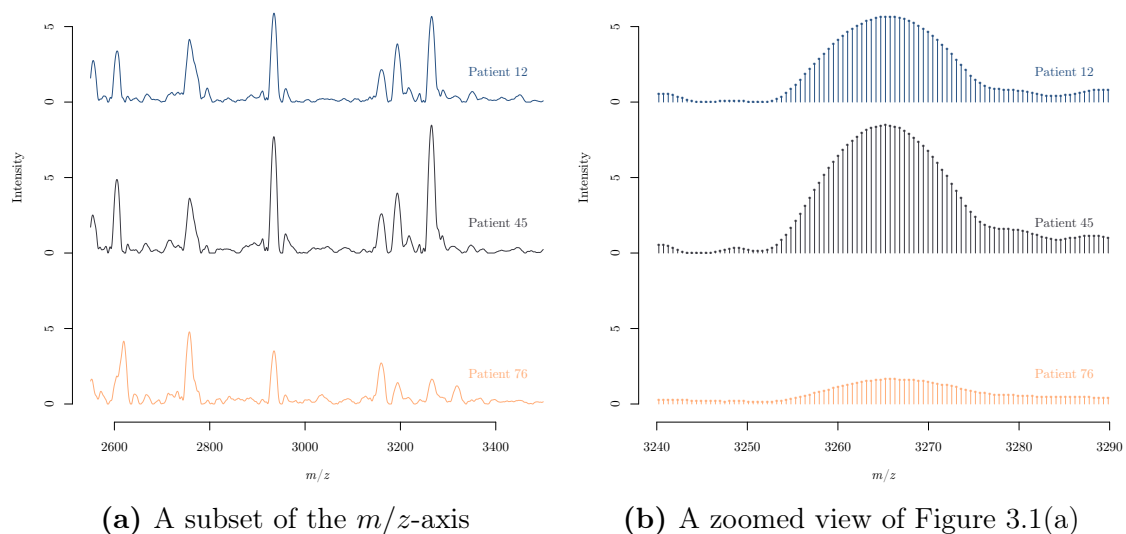 Intensity
5
0
Patient 12
5
0
Patient 45
5
0
Patient 76
2600 2800 3000 3200 3400
m/z
(a) A subset of the m/z-axis
Intensity
5
0
Patient 12
5
0
Patient 45
5
0
Patient 76
3240 3250 3260 3270 3280 3290
m/z
(b) A zoomed view of Figure 3.1(a)